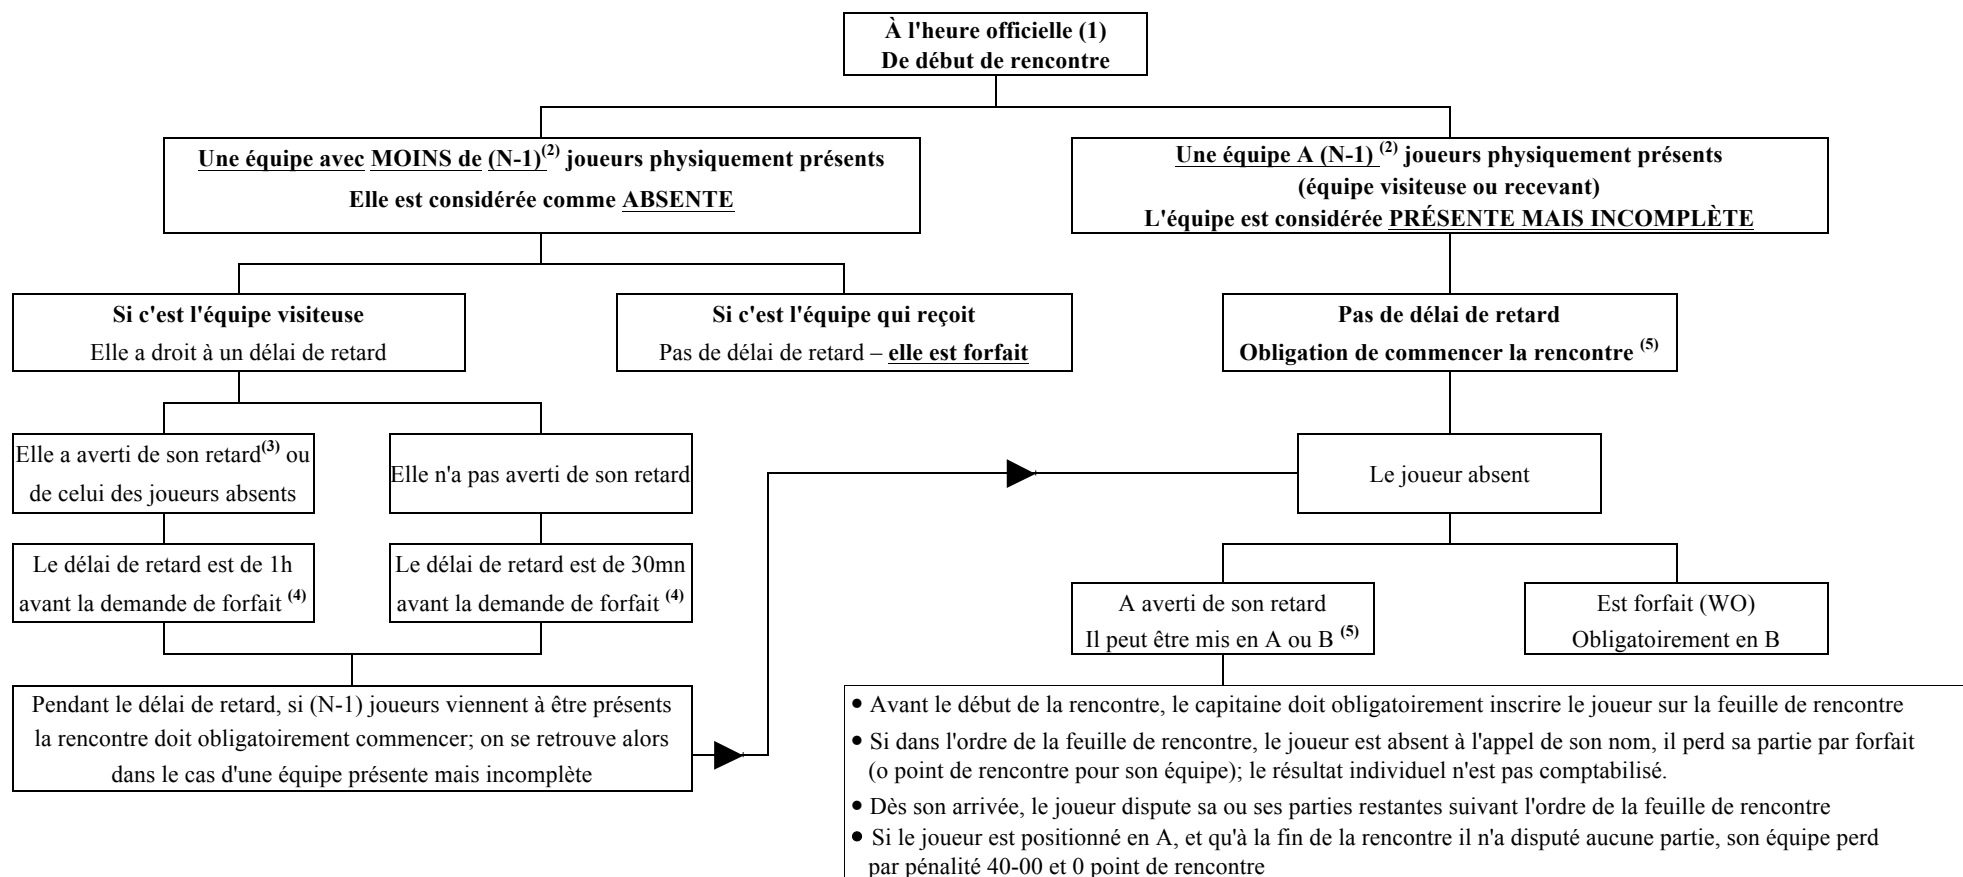 À l'heure officielle (1)
De début de rencontre
Une équipe avec MOINS de (N-1)(2) joueurs physiquement présents
Elle est considérée comme ABSENTE
Une équipe A (N-1) (2) joueurs physiquement présents
(équipe visiteuse ou recevant)
L'équipe est considérée PRÉSENTE MAIS INCOMPLÈTE
Si c'est l'équipe visiteuse
Elle a droit à un délai de retard
Si c'est l'équipe qui reçoit
Pas de délai de retard – elle est forfait
Pas de délai de retard
Obligation de commencer la rencontre (5)
Elle a averti de son retard(3) ou
de celui des joueurs absents
Elle n'a pas averti de son retard
Le joueur absent
Le délai de retard est de 1h
avant la demande de forfait (4)
Le délai de retard est de 30mn
avant la demande de forfait (4)
A averti de son retard
Il peut être mis en A ou B (5)
Est forfait (WO)
Obligatoirement en B
Pendant le délai de retard, si (N-1) joueurs viennent à être présents
la rencontre doit obligatoirement commencer; on se retrouve alors
dans le cas d'une équipe présente mais incomplète
• Avant le début de la rencontre, le capitaine doit obligatoirement inscrire le joueur sur la feuille de rencontre
• Si dans l'ordre de la feuille de rencontre, le joueur est absent à l'appel de son nom, il perd sa partie par forfait
(o point de rencontre pour son équipe); le résultat individuel n'est pas comptabilisé.
• Dès son arrivée, le joueur dispute sa ou ses parties restantes suivant l'ordre de la feuille de rencontre
• Si le joueur est positionné en A, et qu'à la fin de la rencontre il n'a disputé aucune partie, son équipe perd
par pénalité 40-00 et 0 point de rencontre